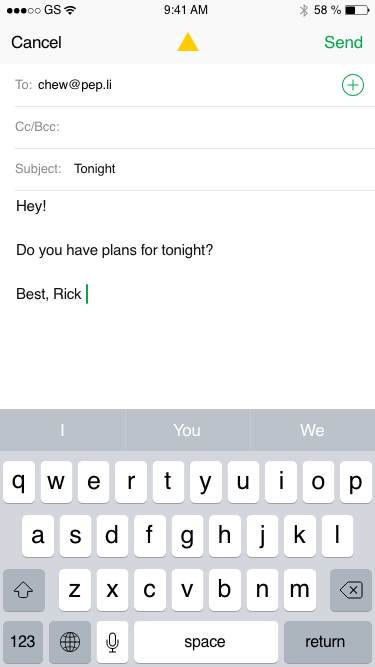 GS 9:41 AM 58 %
Cancel Send
To: chew@pep.li
Cc/Bcc:
Subject: Tonight
Hey!
Do you have plans for tonight?
Best, Rick
I You We
q w e r t y u i o p
a s d f g h j k l
z x c v b n m
123 space return